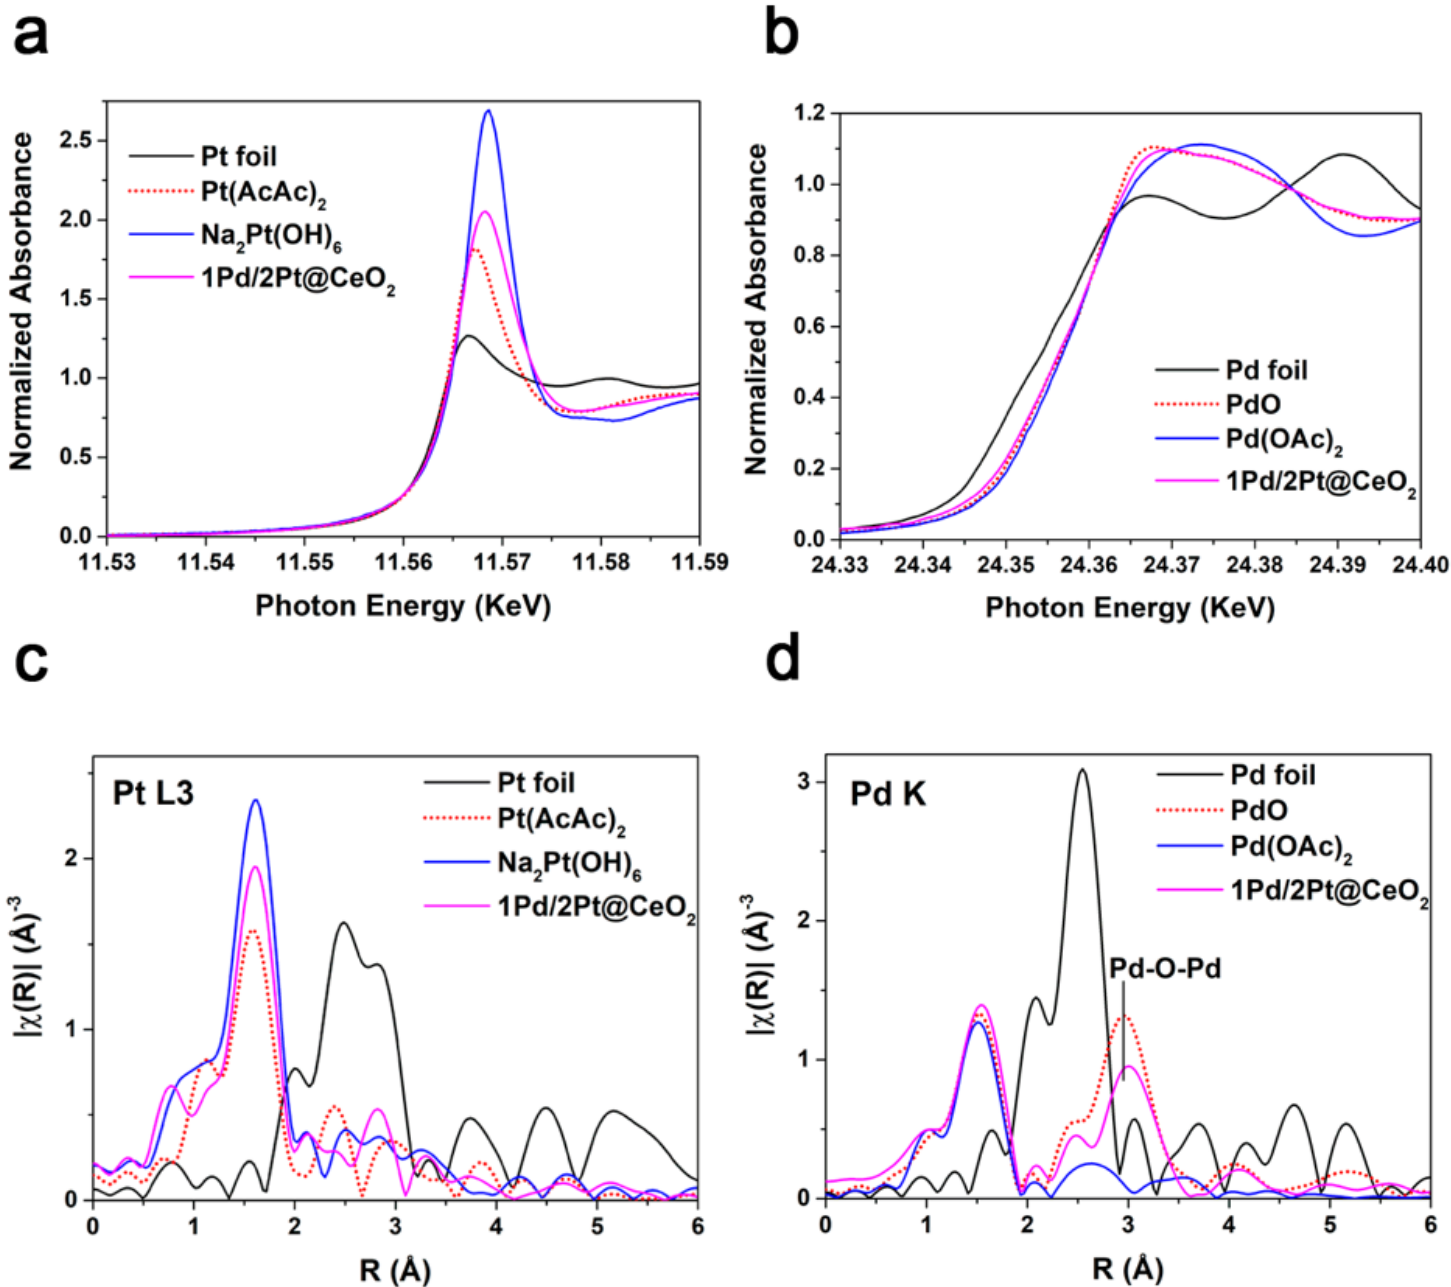 a
Normalized Absorbance
2.5
2.0
1.5
1.0
0.5
0.0
Pt foil
Pt(AcAc)₂
Na₂Pt(OH)₆
1Pd/2Pt@CeO₂
11.53 11.54 11.55 11.56 11.57 11.58 11.59
Photon Energy (KeV)
b
Normalized Absorbance
1.2
1.0
0.8
0.6
0.4
0.2
0.0
Pd foil
PdO
Pd(OAc)₂
1Pd/2Pt@CeO₂
24.33 24.34 24.35 24.36 24.37 24.38 24.39 24.40
Photon Energy (KeV)
c
|χ(R)| (Å)⁻³
2
1
0
Pt L3
Pt foil
Pt(AcAc)₂
Na₂Pt(OH)₆
1Pd/2Pt@CeO₂
0 1 2 3 4 5 6
R (Å)
d
|χ(R)| (Å)⁻³
3
2
1
0
Pd K
Pd foil
PdO
Pd(OAc)₂
1Pd/2Pt@CeO₂
Pd-O-Pd
0 1 2 3 4 5 6
R (Å)